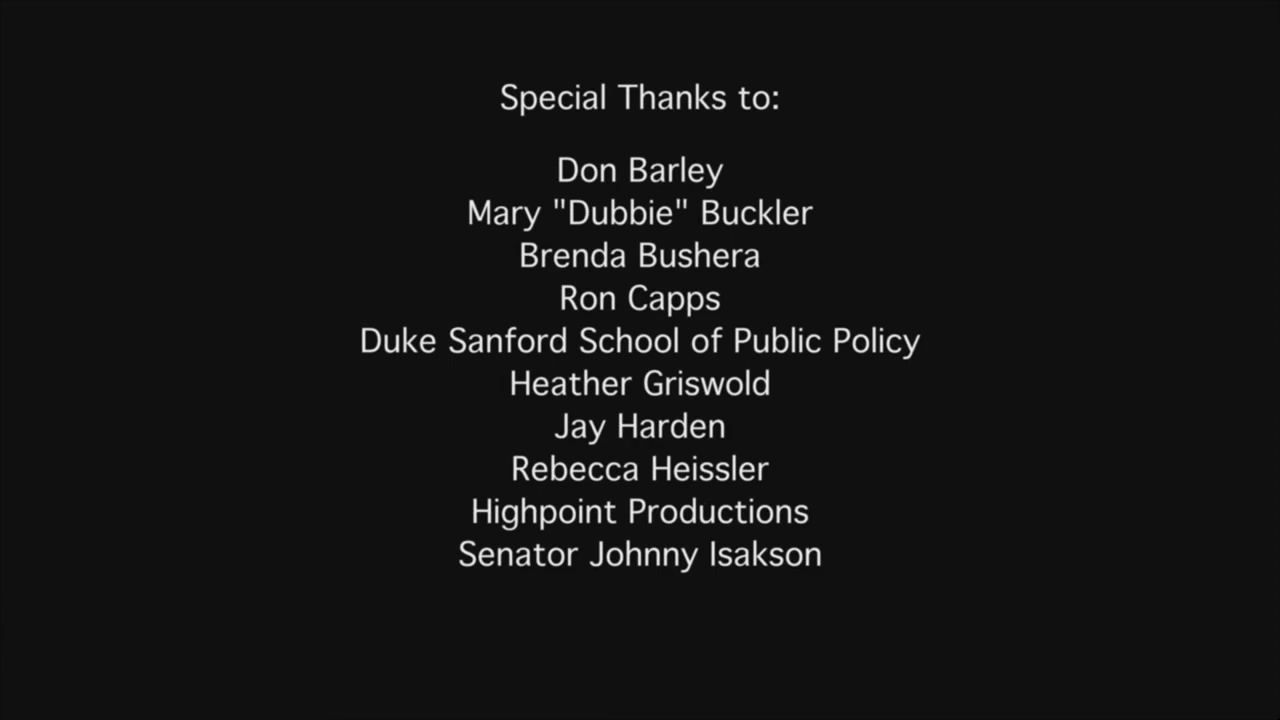 Special Thanks to:
Don Barley
Mary "Dubbie" Buckler
Brenda Bushera
Ron Capps
Duke Sanford School of Public Policy
Heather Griswold
Jay Harden
Rebecca Heissler
Highpoint Productions
Senator Johnny Isakson